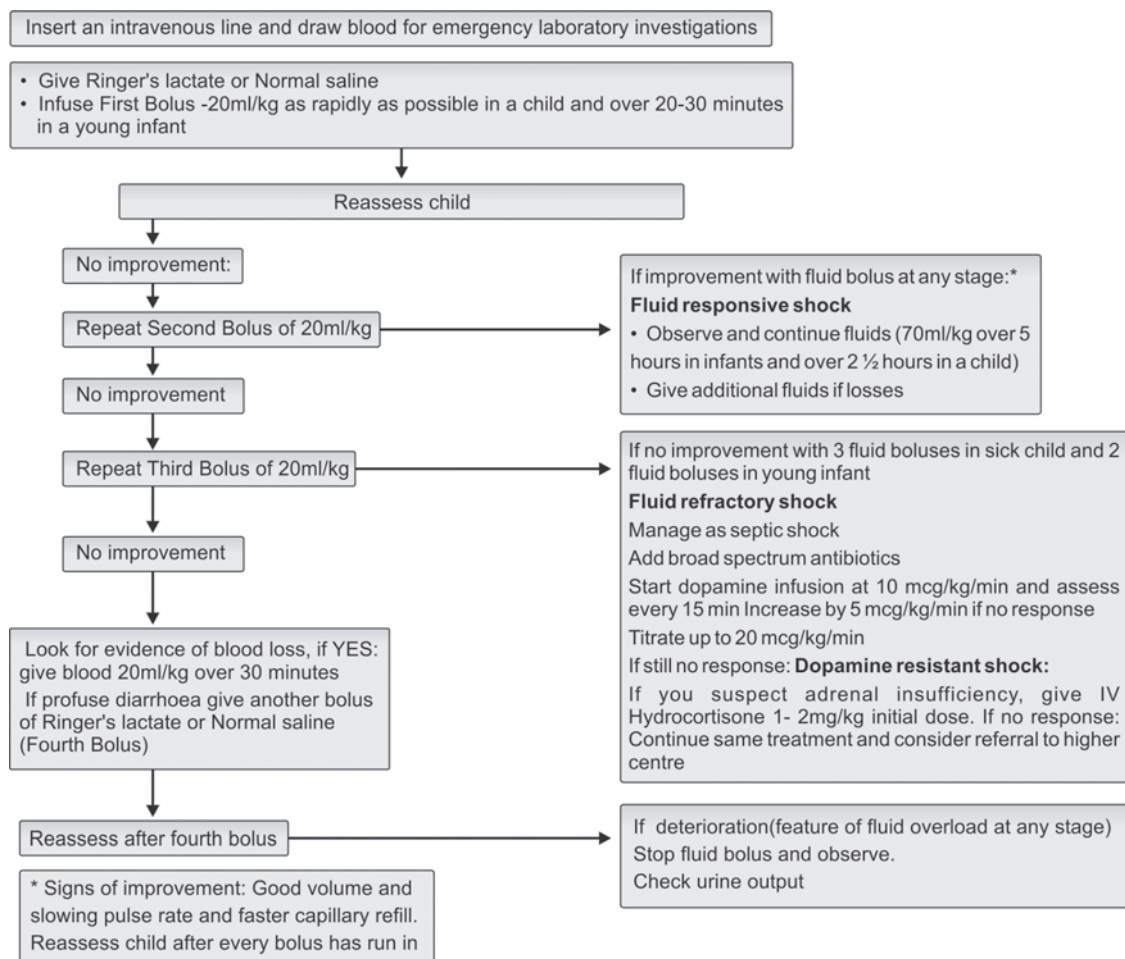 Insert an intravenous line and draw blood for emergency laboratory investigations
• Give Ringer's lactate or Normal saline
• Infuse First Bolus -20ml/kg as rapidly as possible in a child and over 20-30 minutes
in a young infant
Reassess child
No improvement:
Repeat Second Bolus of 20ml/kg
If improvement with fluid bolus at any stage:*
Fluid responsive shock
• Observe and continue fluids (70ml/kg over 5
hours in infants and over 2 ½ hours in a child)
• Give additional fluids if losses
No improvement
Repeat Third Bolus of 20ml/kg
If no improvement with 3 fluid boluses in sick child and 2
fluid boluses in young infant
Fluid refractory shock
Manage as septic shock
Add broad spectrum antibiotics
Start dopamine infusion at 10 mcg/kg/min and assess
every 15 min Increase by 5 mcg/kg/min if no response
Titrate up to 20 mcg/kg/min
If still no response: Dopamine resistant shock:
If you suspect adrenal insufficiency, give IV
Hydrocortisone 1- 2mg/kg initial dose. If no response:
Continue same treatment and consider referral to higher
centre
No improvement
Look for evidence of blood loss, if YES:
give blood 20ml/kg over 30 minutes
If profuse diarrhoea give another bolus
of Ringer's lactate or Normal saline
(Fourth Bolus)
Reassess after fourth bolus
If deterioration(feature of fluid overload at any stage)
Stop fluid bolus and observe.
Check urine output
* Signs of improvement: Good volume and
slowing pulse rate and faster capillary refill.
Reassess child after every bolus has run in